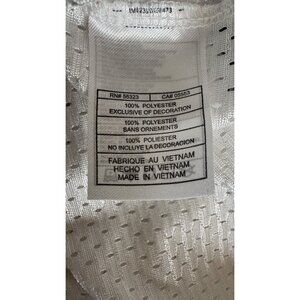 RN# 56323 CA# 05553
100% POLYESTER
EXCLUSIVE OF DECORATION
100% POLYESTER
SANS ORNEMENTS
100% POLIESTER
NO INCLUYE LA DECORACION
FABRIQUE AU VIETNAM
HECHO EN VIETNAM
MADE IN VIETNAM